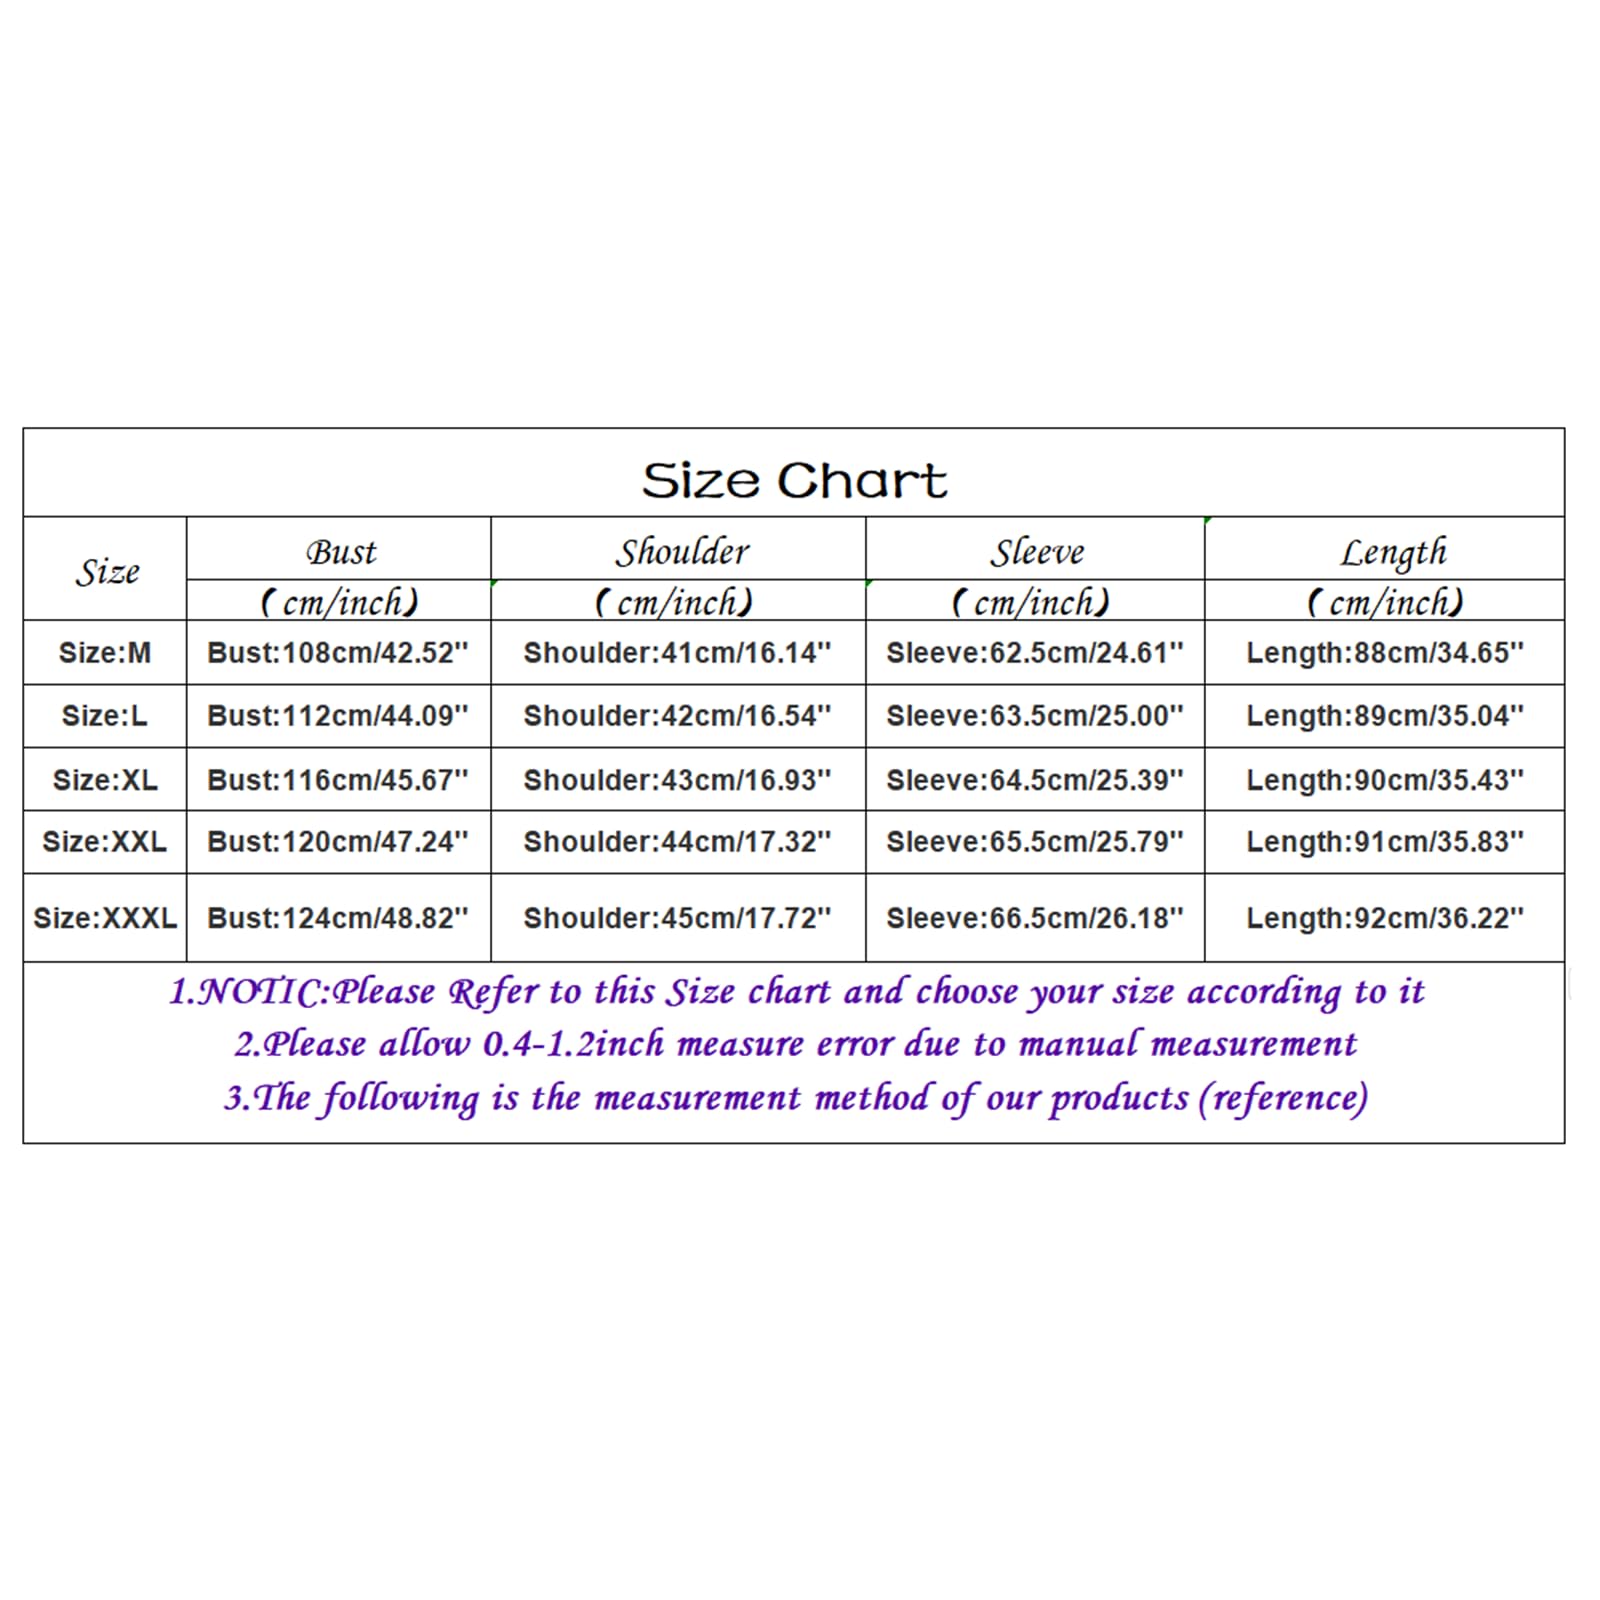 Size Chart
Size Bust Shoulder Sleeve Length
(cm/inch) (cm/inch) (cm/inch) (cm/inch)
Size:M Bust:108cm/42.52'' Shoulder:41cm/16.14'' Sleeve:62.5cm/24.61'' Length:88cm/34.65''
Size:L Bust:112cm/44.09'' Shoulder:42cm/16.54'' Sleeve:63.5cm/25.00'' Length:89cm/35.04''
Size:XL Bust:116cm/45.67'' Shoulder:43cm/16.93'' Sleeve:64.5cm/25.39'' Length:90cm/35.43''
Size:XXL Bust:120cm/47.24'' Shoulder:44cm/17.32'' Sleeve:65.5cm/25.79'' Length:91cm/35.83''
Size:XXXL Bust:124cm/48.82'' Shoulder:45cm/17.72'' Sleeve:66.5cm/26.18'' Length:92cm/36.22''
1.NOTIC:Please Refer to this Size chart and choose your size according to it
2.Please allow 0.4-1.2inch measure error due to manual measurement
3.The following is the measurement method of our products (reference)